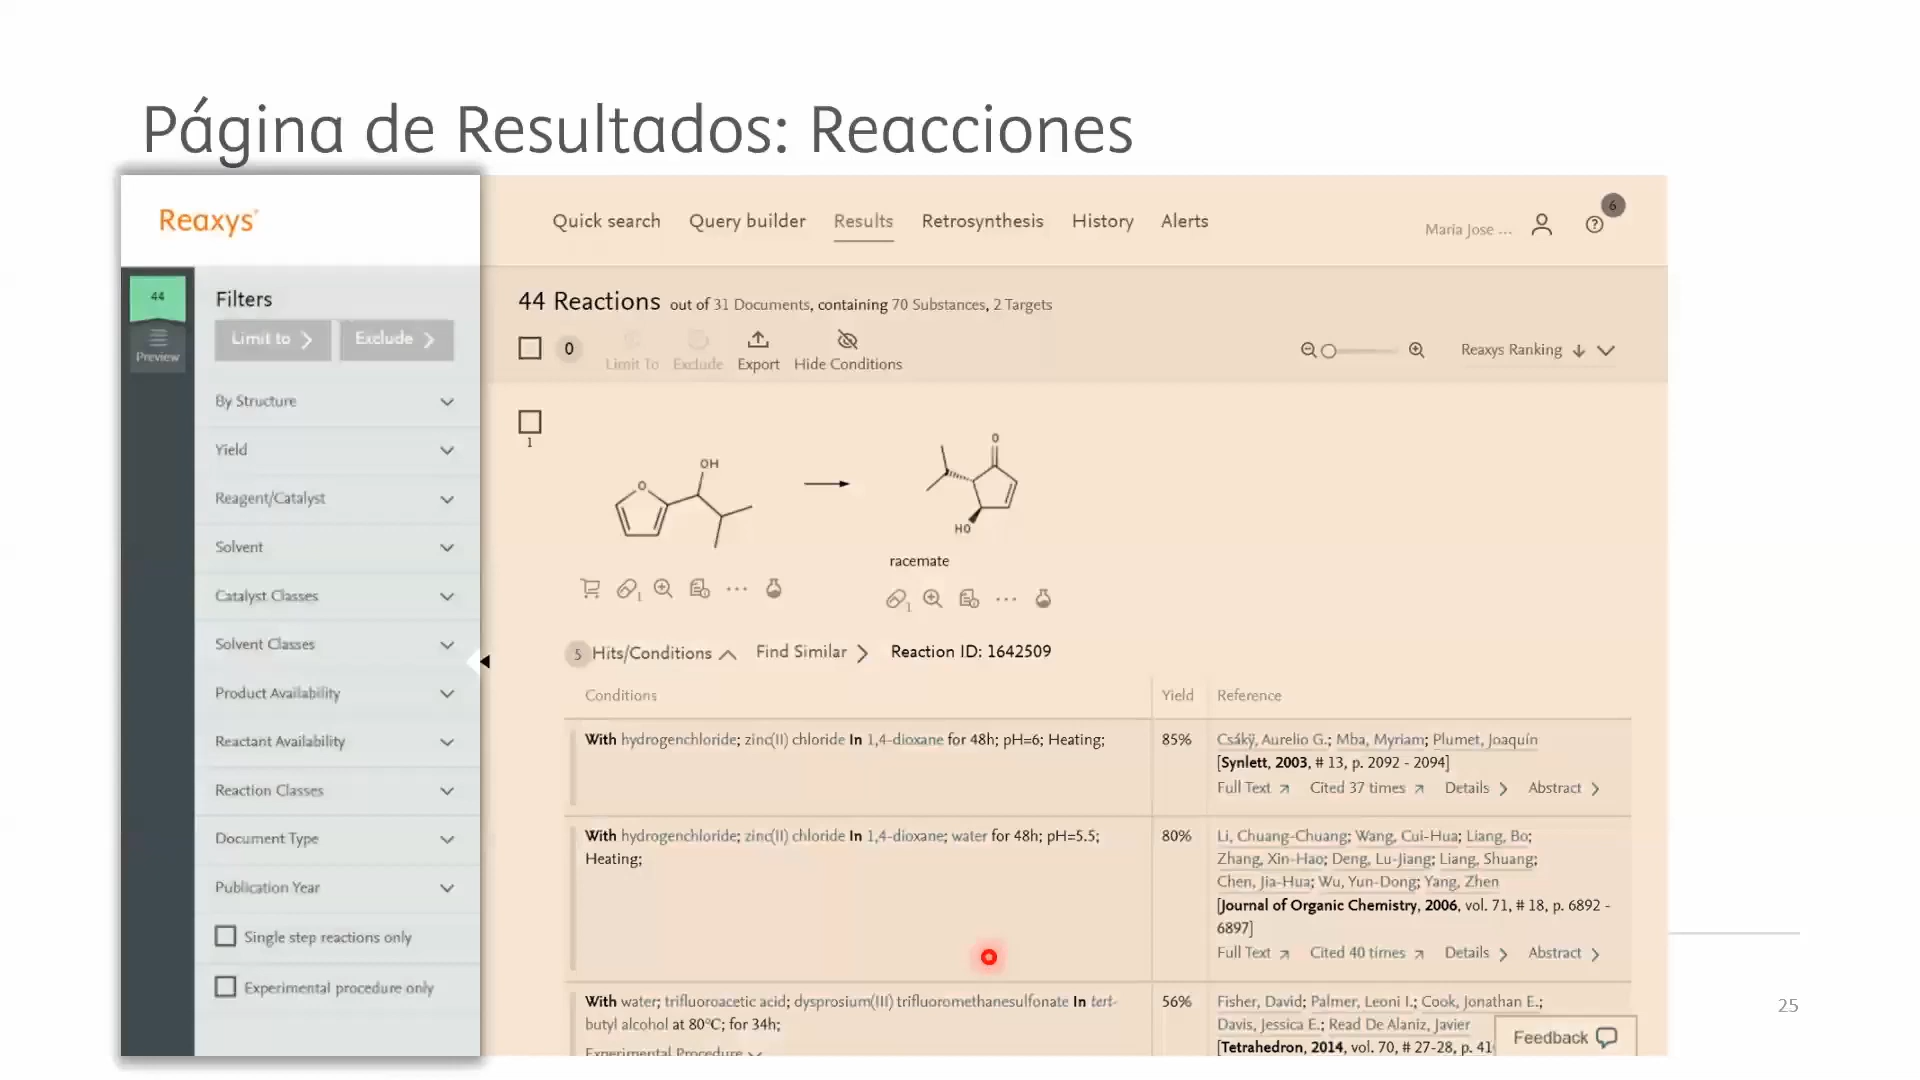 Página de Resultados: Reacciones
Reaxys
Quick search Query builder Results Retrosynthesis History Alerts
María Jose ...
6
44
Preview
Filters
Limit to
Exclude
By Structure
Yield
Reagent/Catalyst
Solvent
Catalyst Classes
Solvent Classes
Product Availability
Reactant Availability
Reaction Classes
Document Type
Publication Year
Single step reactions only
Experimental procedure only
44 Reactions out of 31 Documents, containing 70 Substances, 2 Targets
0
Limit To Exclude Export Hide Conditions
Reaxys Ranking
1
O
OH
O
HO
racemate
1
1
5 Hits/Conditions Find Similar Reaction ID: 1642509
Conditions Yield Reference
With hydrogenchloride; zinc(II) chloride In 1,4-dioxane for 48h; pH=6; Heating;
85%
Csákÿ, Aurelio G.; Mba, Myriam; Plumet, Joaquín
[Synlett, 2003, # 13, p. 2092 - 2094]
Full Text Cited 37 times Details Abstract
With hydrogenchloride; zinc(II) chloride In 1,4-dioxane; water for 48h; pH=5.5;
Heating;
80%
Li, Chuang-Chuang; Wang, Cui-Hua; Liang, Bo;
Zhang, Xin-Hao; Deng, Lu-Jiang; Liang, Shuang;
Chen, Jia-Hua; Wu, Yun-Dong; Yang, Zhen
[Journal of Organic Chemistry, 2006, vol. 71, # 18, p. 6892 -
6897]
Full Text Cited 40 times Details Abstract
With water; trifluoroacetic acid; dysprosium(III) trifluoromethanesulfonate In tert-
butyl alcohol at 80°C; for 34h;
Experimental Procedure
56%
Fisher, David; Palmer, Leoni I.; Cook, Jonathan E.;
Davis, Jessica E.; Read De Alaniz, Javier
[Tetrahedron, 2014, vol. 70, # 27-28, p. 41
Feedback
25